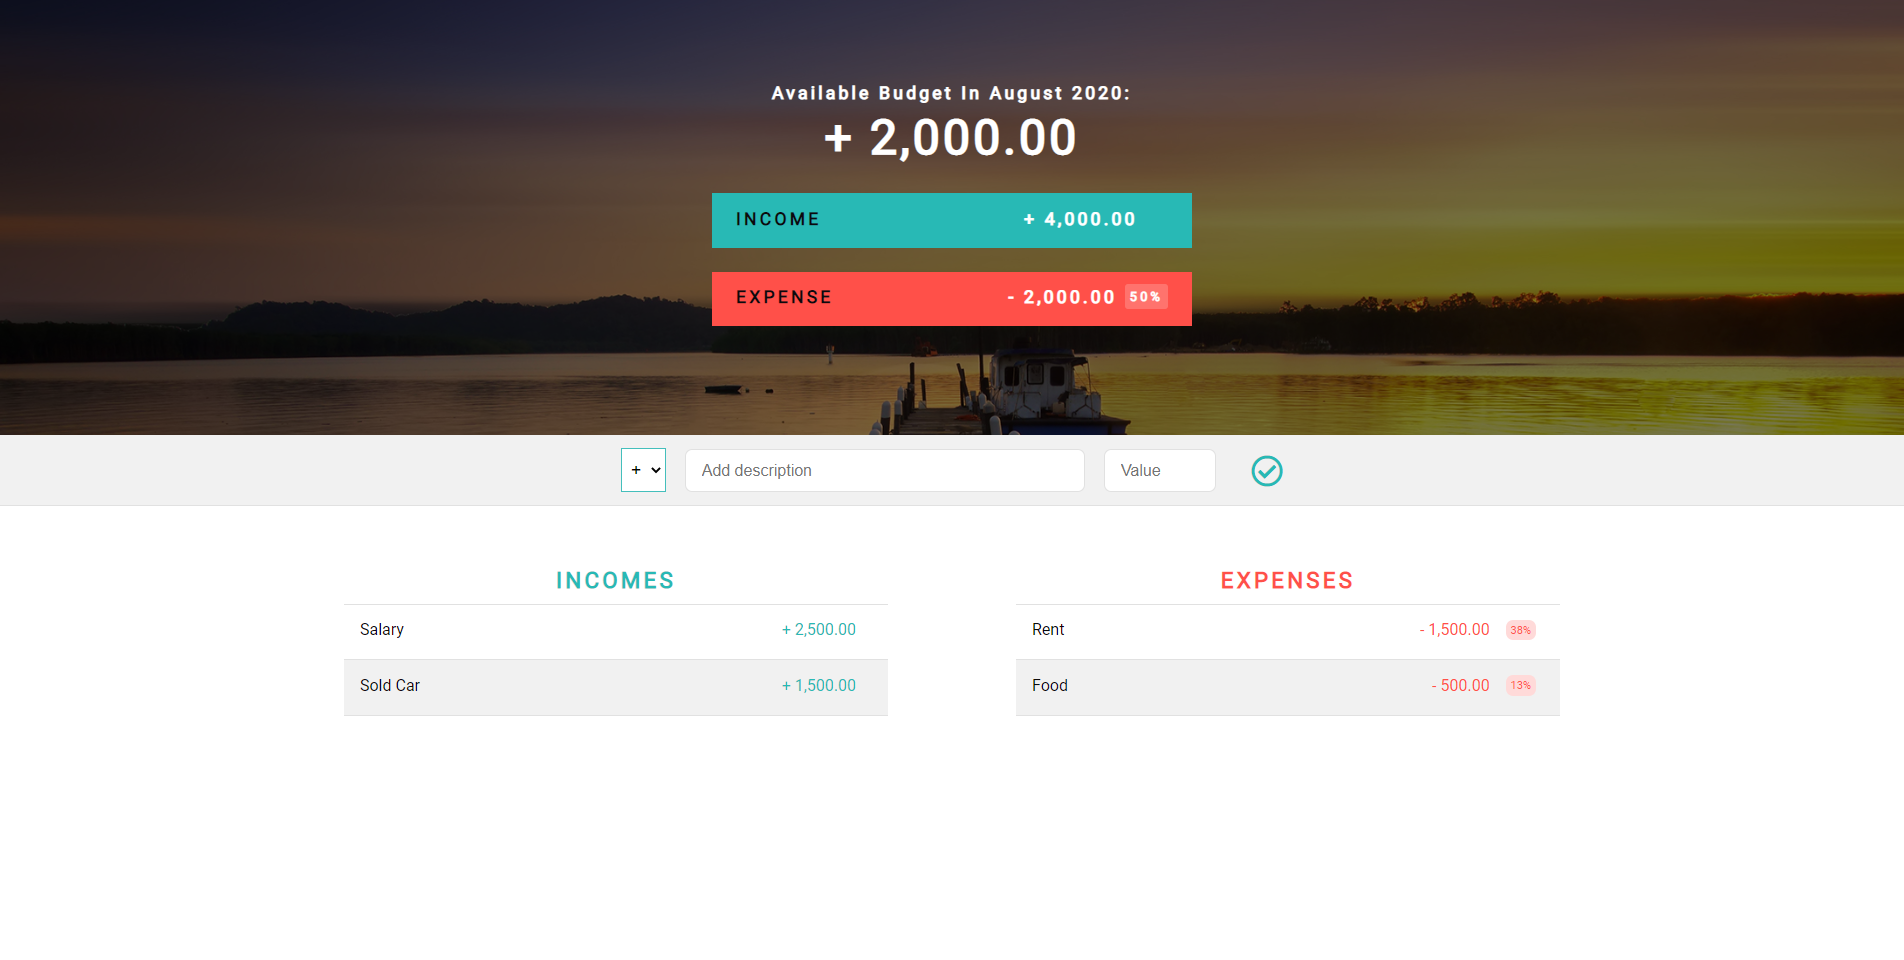 Available Budget In August 2020:
+ 2,000.00
INCOME + 4,000.00
EXPENSE - 2,000.00 50%
+ Add description Value
INCOMES
Salary + 2,500.00
Sold Car + 1,500.00
EXPENSES
Rent - 1,500.00 38%
Food - 500.00 13%